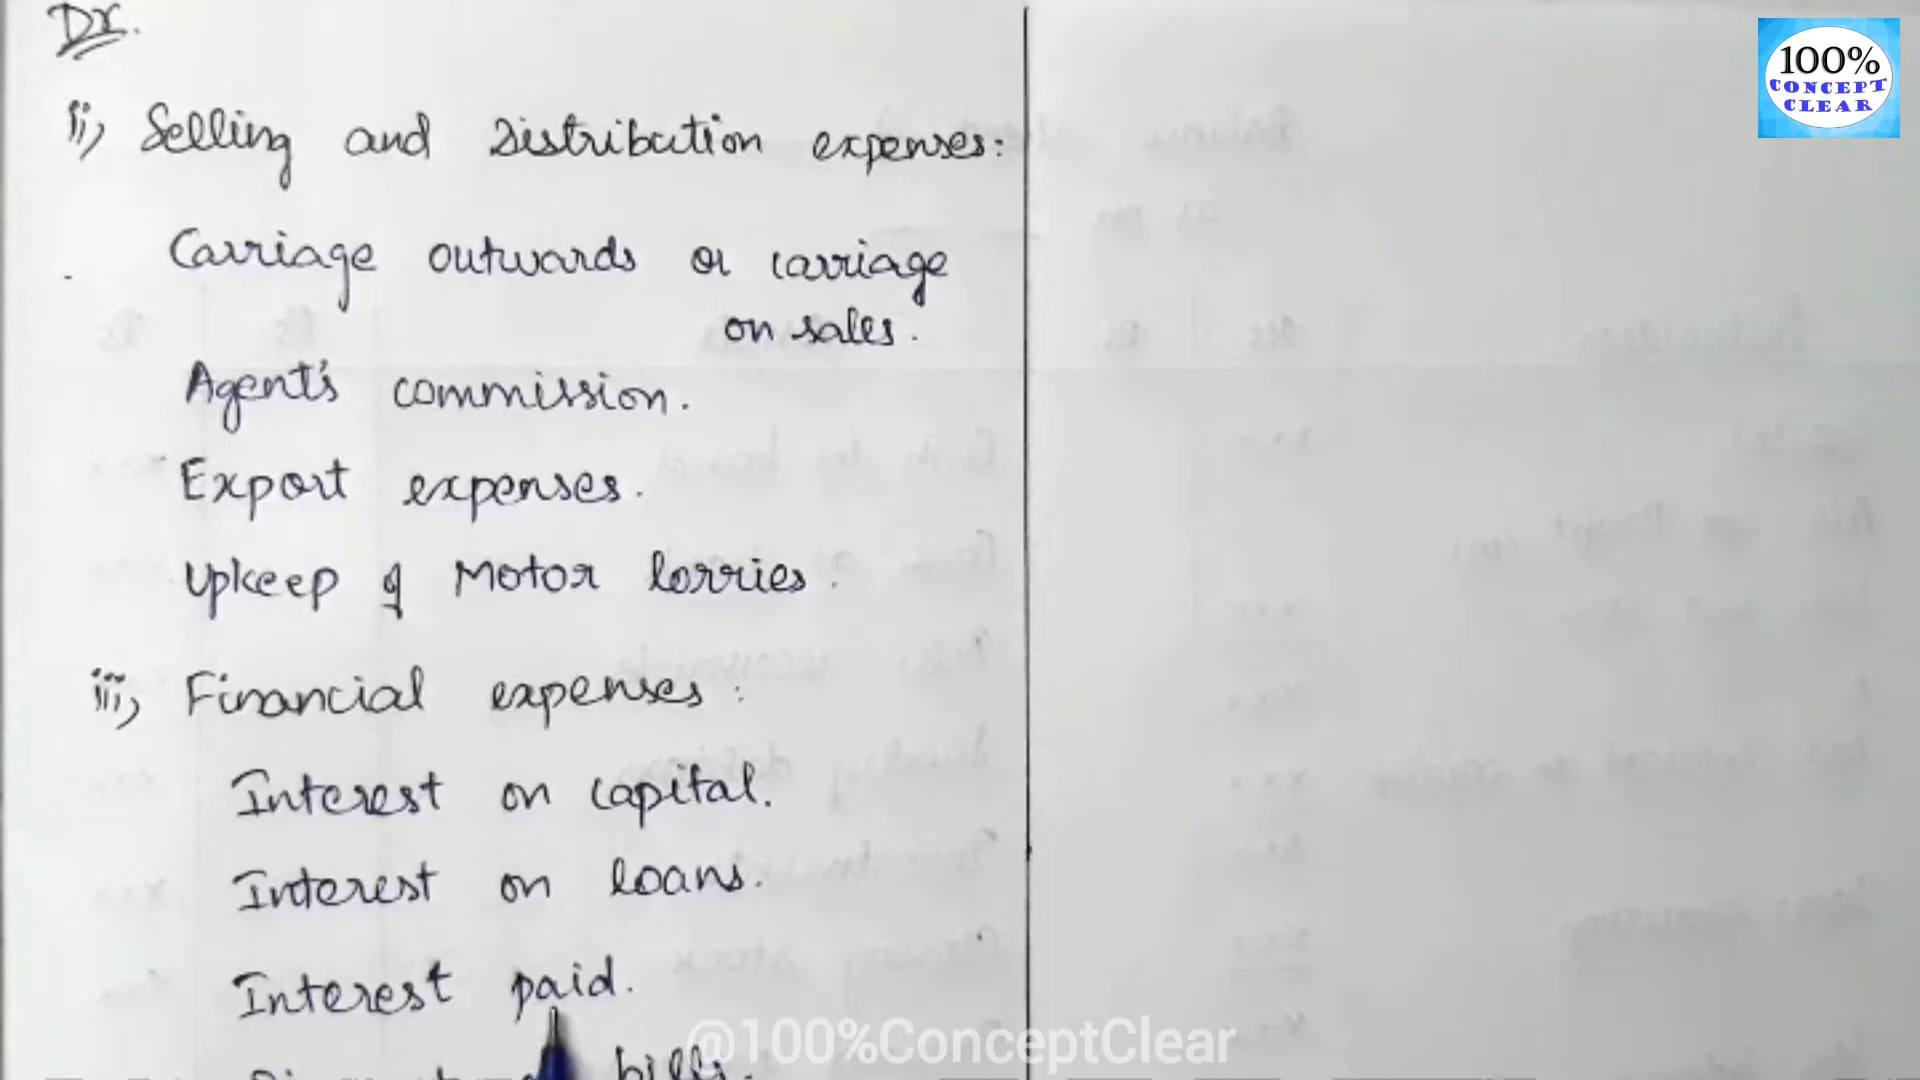 Dr.
ii, Selling and Distribution expenses:
Carriage outwards or carriage
on sales.
Agent's commission.
Export expenses.
Upkeep of Motor lorries.
iii, Financial expenses:
Interest on capital.
Interest on loans.
Interest paid.
bills.
100%
CONCEPT
CLEAR
@100%ConceptClear